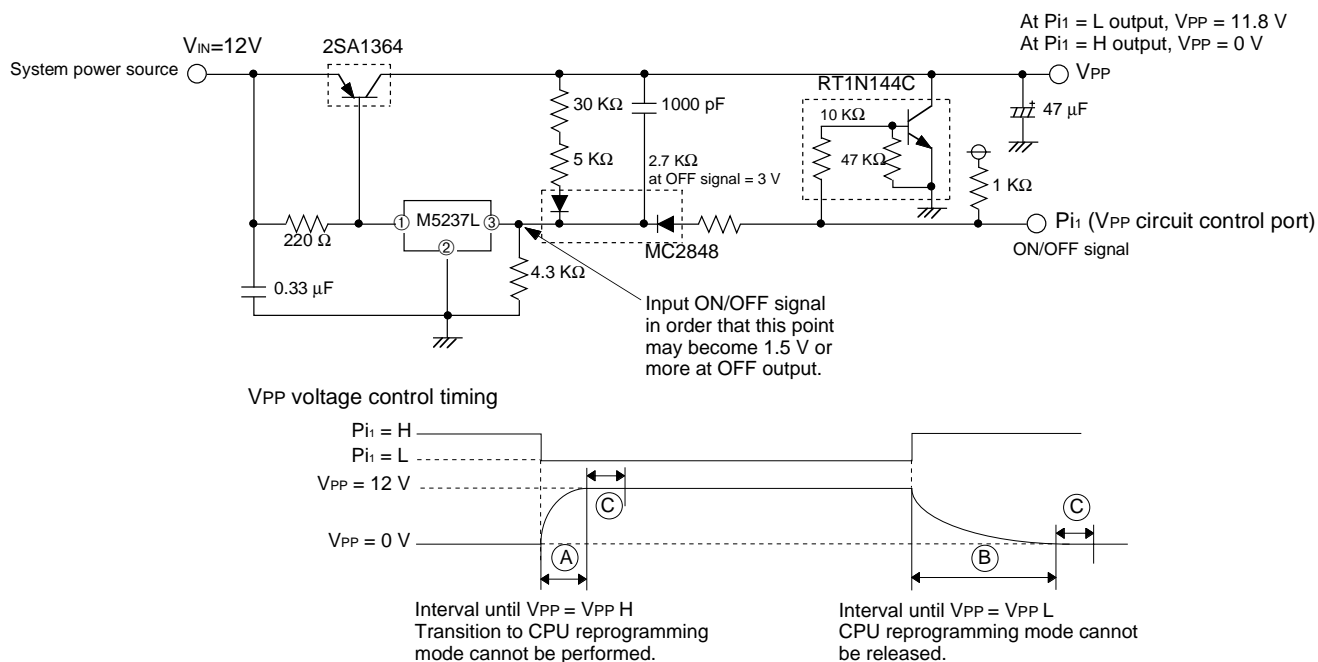 At Pi1 = L output, VPP = 11.8 V
At Pi1 = H output, VPP = 0 V
VIN=12V
2SA1364
System power source
VPP
RT1N144C
30 KΩ
1000 pF
10 KΩ
47 μF
5 KΩ
2.7 KΩ
at OFF signal = 3 V
47 KΩ
1 KΩ
① M5237L ③
②
220 Ω
MC2848
Pi1 (VPP circuit control port)
ON/OFF signal
4.3 KΩ
0.33 μF
Input ON/OFF signal
in order that this point
may become 1.5 V or
more at OFF output.
VPP voltage control timing
Pi1 = H
Pi1 = L
VPP = 12 V
VPP = 0 V
Ⓒ
Ⓒ
Ⓐ
Ⓑ
Interval until VPP = VPP H
Transition to CPU reprogramming
mode cannot be performed.
Interval until VPP = VPP L
CPU reprogramming mode cannot
be released.